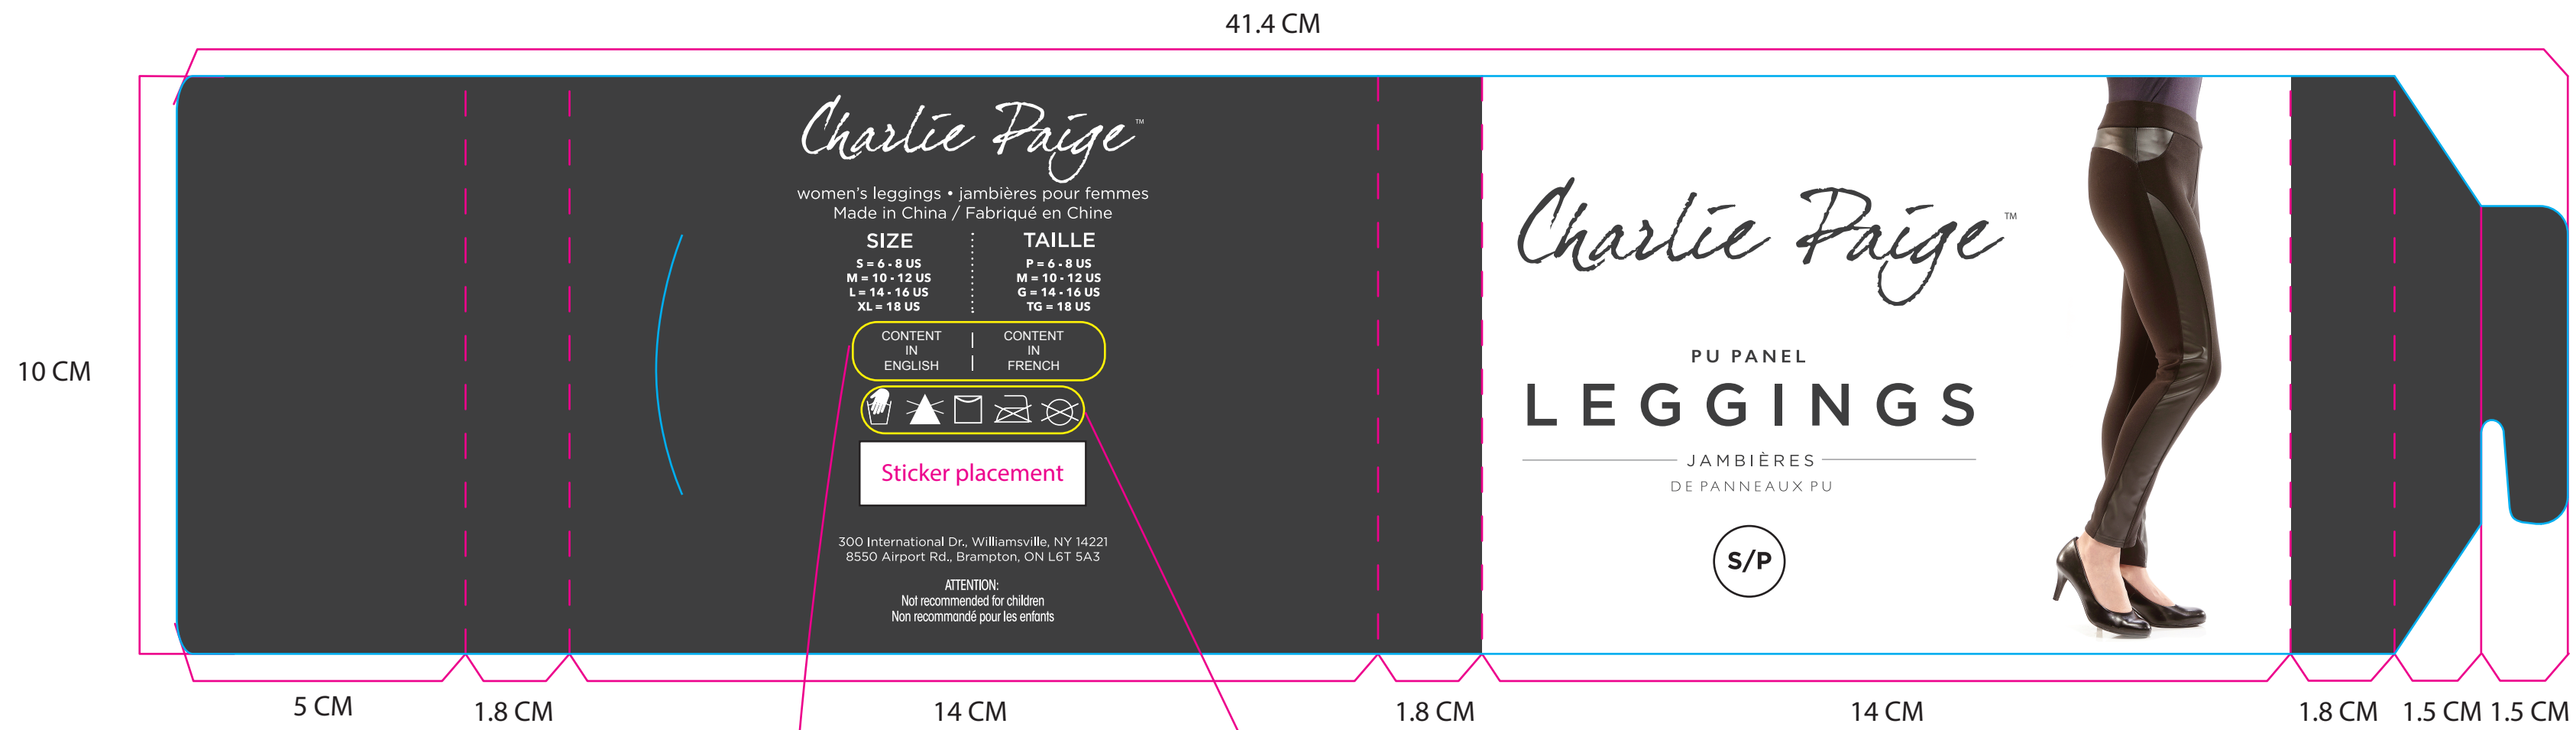 41.4 CM
10 CM
Charlie Paige™
women's leggings • jambières pour femmes
Made in China / Fabriqué en Chine
SIZE
S = 6 - 8 US
M = 10 - 12 US
L = 14 - 16 US
XL = 18 US
TAILLE
P = 6 - 8 US
M = 10 - 12 US
G = 14 - 16 US
TG = 18 US
CONTENT
IN
ENGLISH
CONTENT
IN
FRENCH
Sticker placement
300 International Dr., Williamsville, NY 14221
8550 Airport Rd., Brampton, ON L6T 5A3
ATTENTION:
Not recommended for children
Non recommandé pour les enfants
Charlie Paige™
PU PANEL
LEGGINGS
JAMBIÈRES
DE PANNEAUX PU
S/P
5 CM
1.8 CM
14 CM
1.8 CM
14 CM
1.8 CM
1.5 CM
1.5 CM